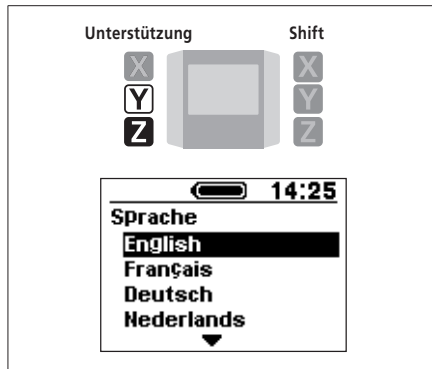 Unterstützung Shift
X X
Y Y
Z Z
14:25
Sprache
English
Français
Deutsch
Nederlands